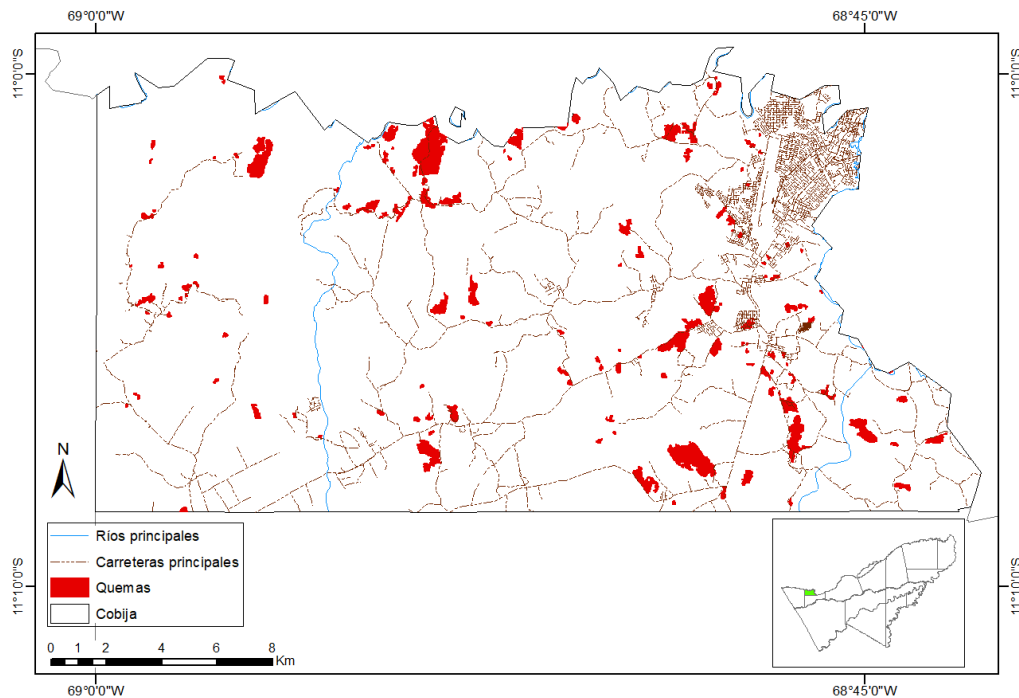 69°0'0"W 68°45'0"W
11°0'0"S 11°0'0"S
N
Ríos principales
Carreteras principales
Quemas
Cobija
11°10'0"S 11°10'0"S
0 1 2 4 6 8
Km
69°0'0"W 68°45'0"W